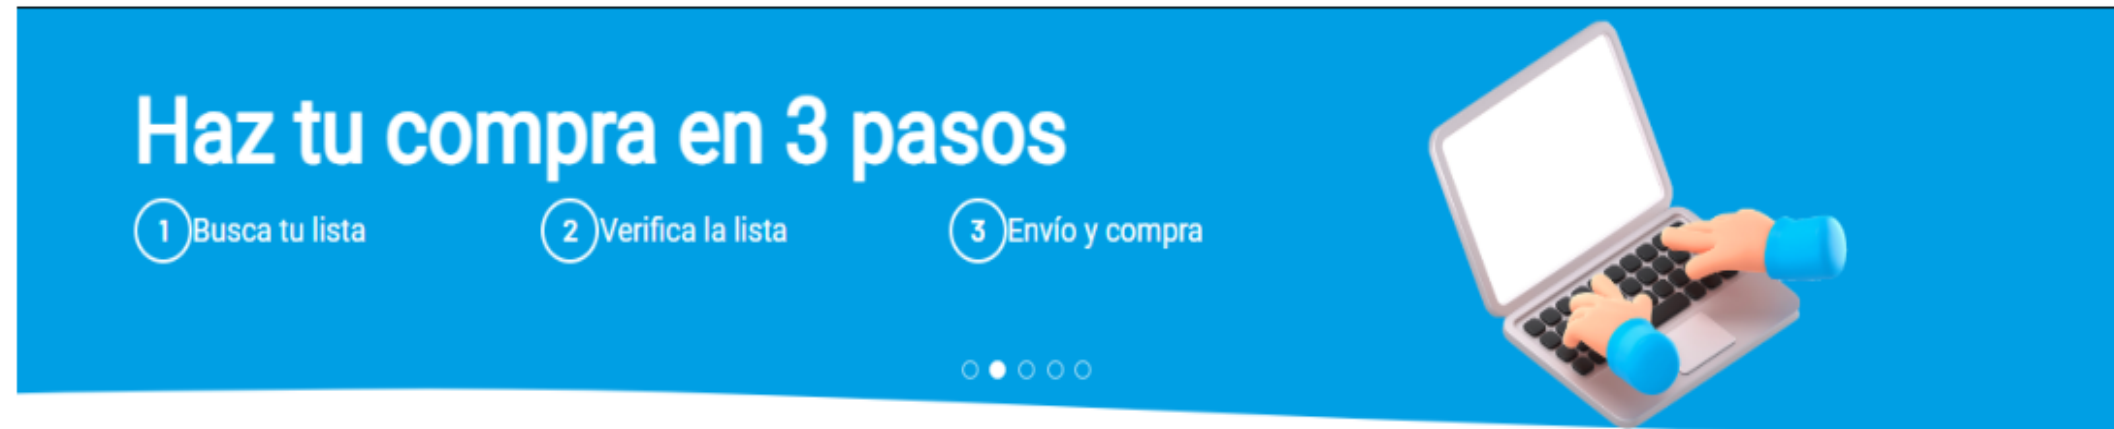 Haz tu compra en 3 pasos
1 Busca tu lista 2 Verifica la lista 3 Envío y compra